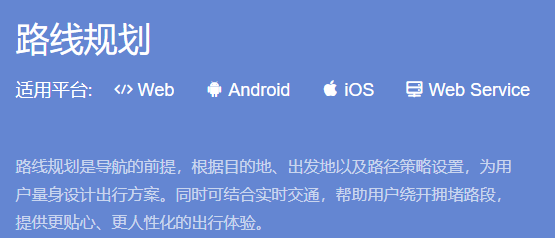 路线规划
适用平台: Web Android iOS Web Service
路线规划是导航的前提，根据目的地、出发地以及路径策略设置，为用
户量身设计出行方案。同时可结合实时交通，帮助用户绕开拥堵路段，
提供更贴心、更人性化的出行体验。